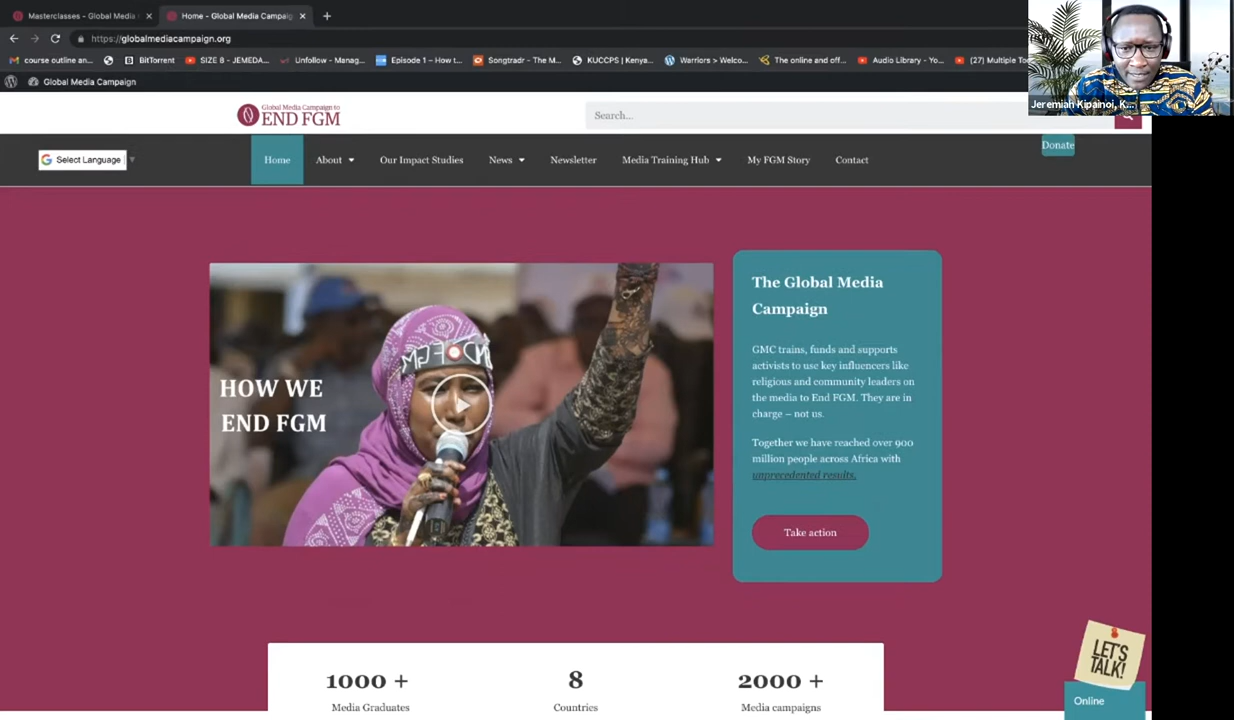 Masterclasses - Global Media
Home - Global Media Campaig
https://globalmediacampaign.org
course outline an...
BitTorrent
SIZE 8 - JEMEDA...
Unfollow - Manag...
Episode 1 – How t...
Songtradr - The M...
KUCCPS | Kenya...
Warriors > Welco...
The online and off...
Audio Library - Yo...
(27) Multiple To
Global Media Campaign
Jeremiah Kipainoi, K...
Global Media Campaign to
END FGM
Search...
Select Language
Home
About
Our Impact Studies
News
Newsletter
Media Training Hub
My FGM Story
Contact
Donate
HOW WE
END FGM
END FGM
The Global Media
Campaign
GMC trains, funds and supports
activists to use key influencers like
religious and community leaders on
the media to End FGM. They are in
charge – not us.
Together we have reached over 900
million people across Africa with
unprecedented results.
Take action
LET'S
TALK!
Online
1000 +
Media Graduates
8
Countries
2000 +
Media campaigns